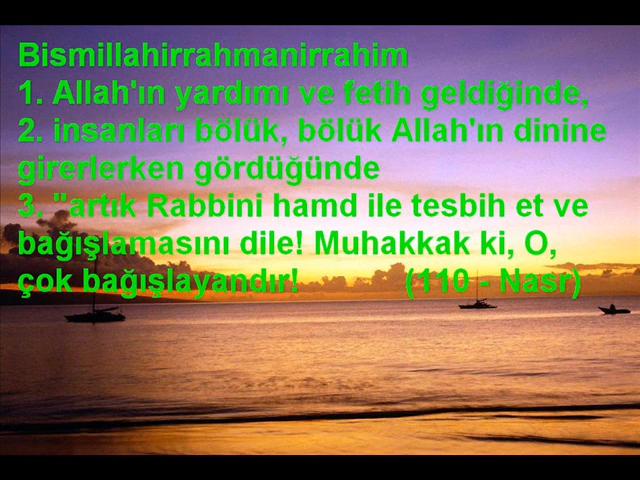 Bismillahirrahmanirrahim
1. Allah'ın yardımı ve fetih geldiğinde,
2. insanları bölük, bölük Allah'ın dinine
girerlerken gördüğünde
3. "artık Rabbini hamd ile tesbih et ve
bağışlamasını dile! Muhakkak ki, O,
çok bağışlayandır! (110 - Nasr)